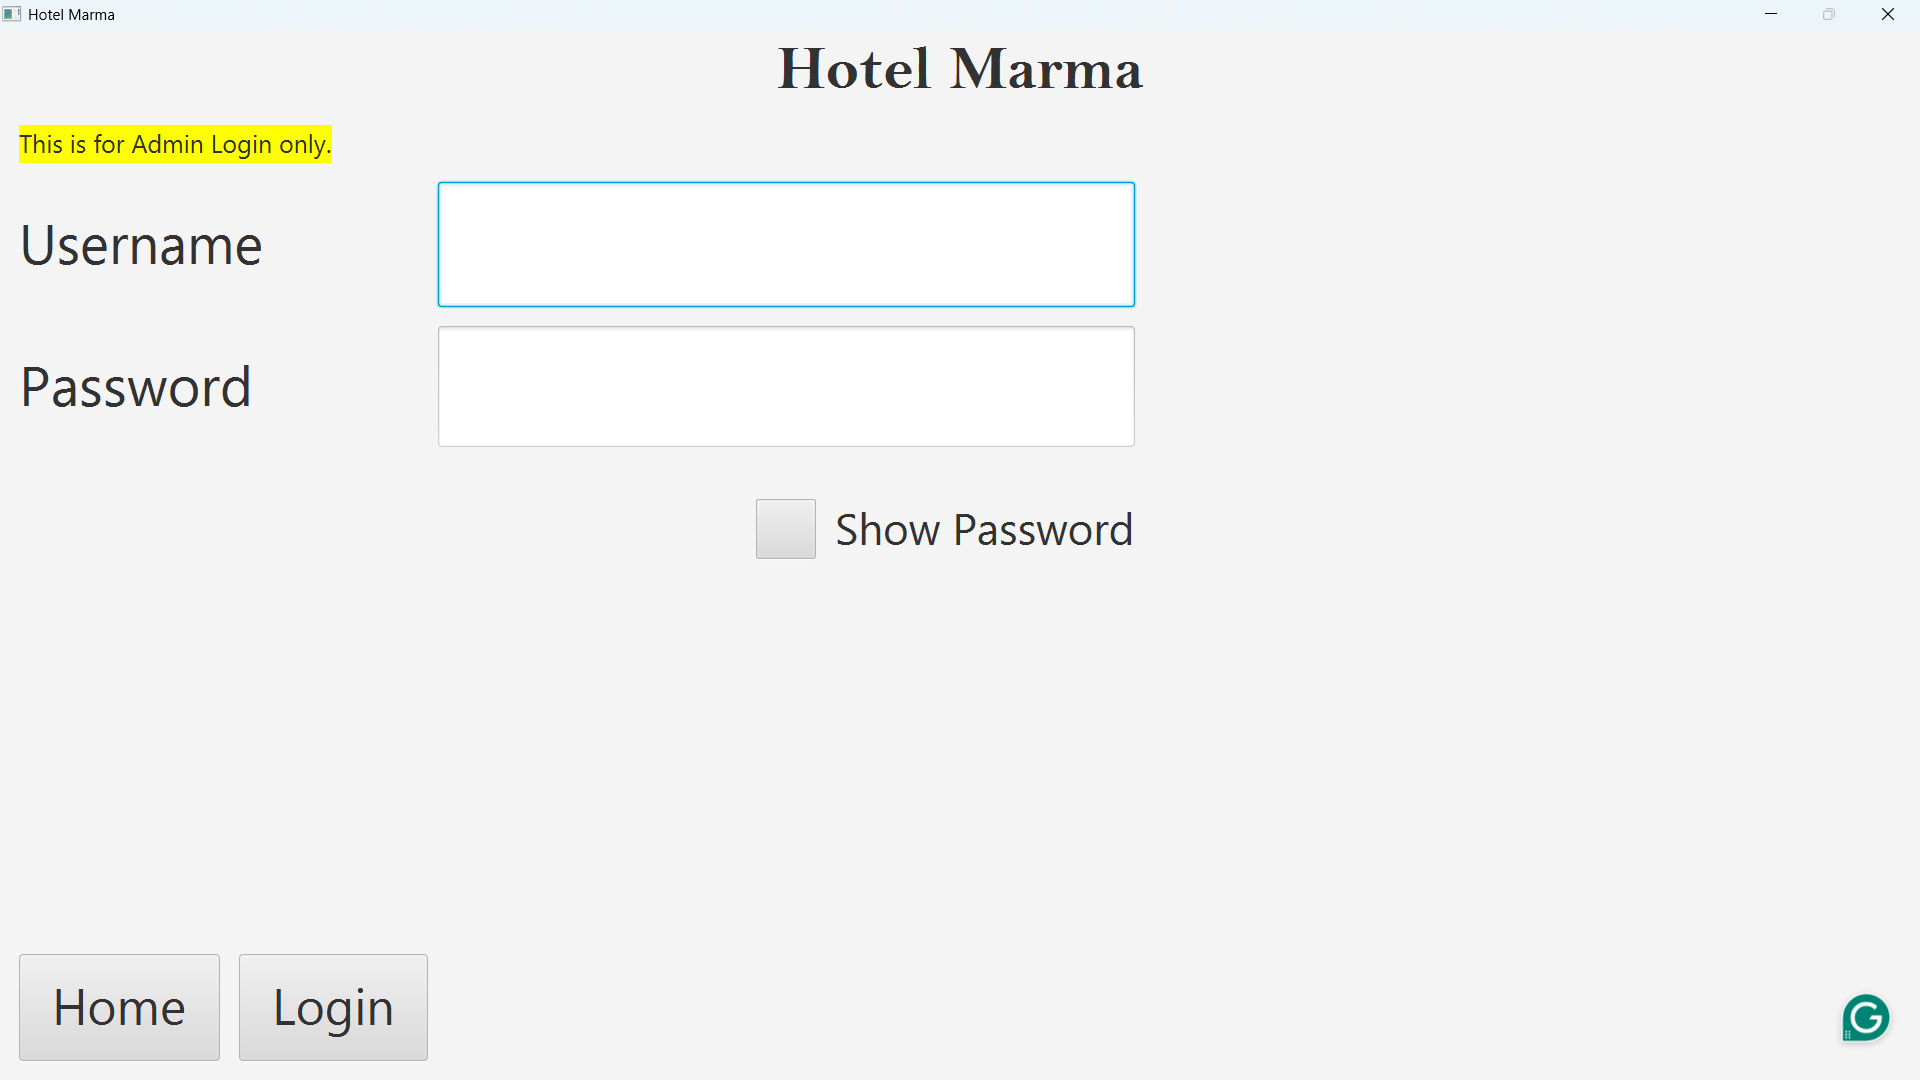 Hotel Marma
Hotel Marma
This is for Admin Login only.
Username
Password
Show Password
Home Login